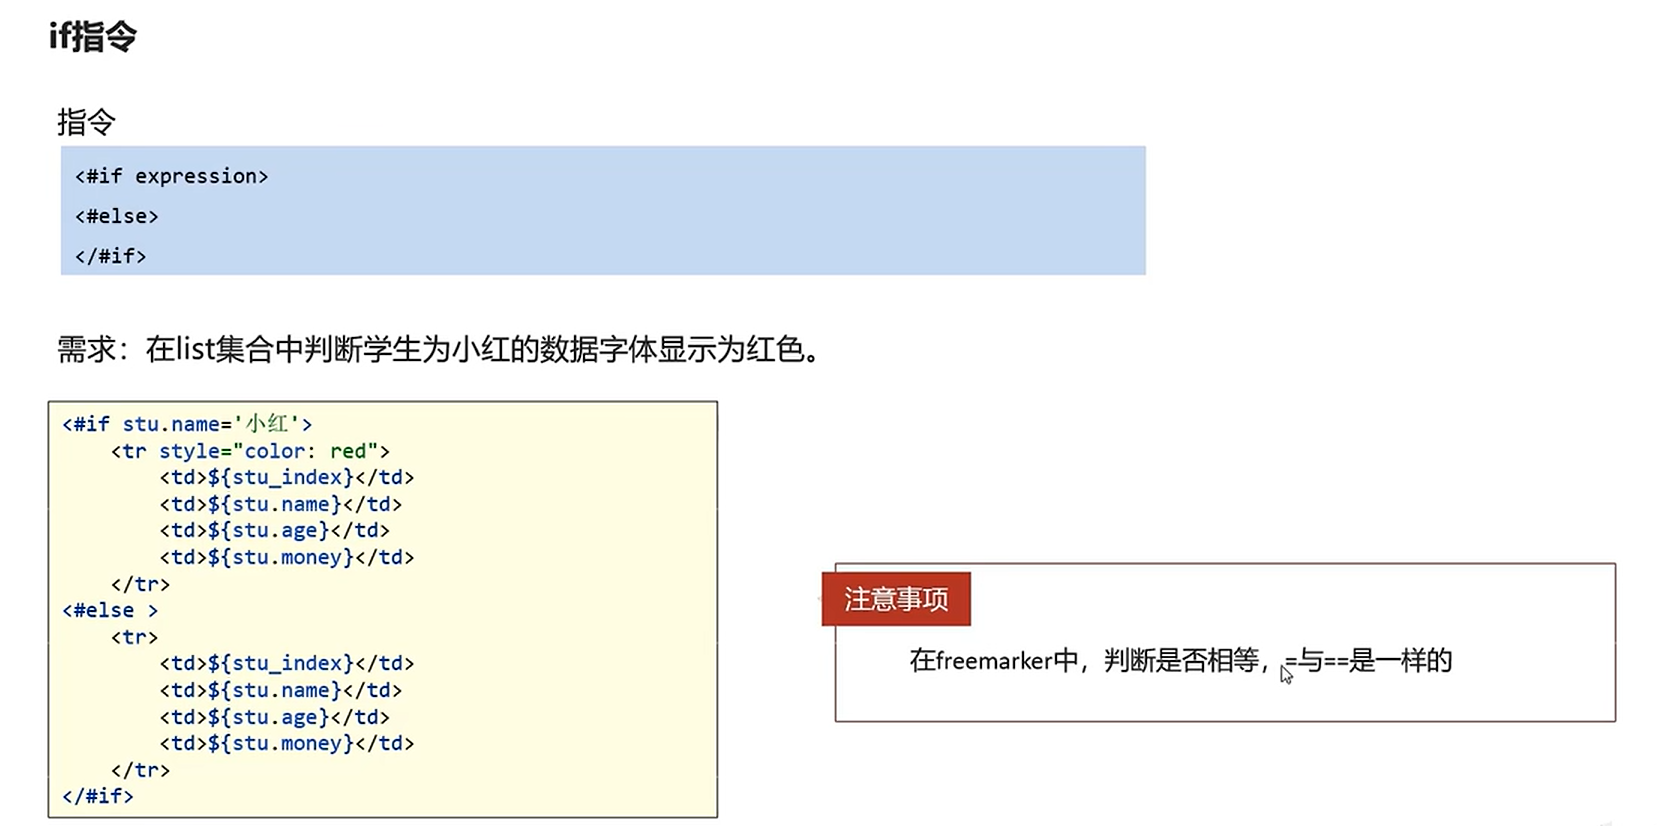 if指令
指令
<#if expression>
<#else>
</#if>
需求：在list集合中判断学生为小红的数据字体显示为红色。
<#if stu.name='小红'>
    <tr style="color: red">
        <td>${stu_index}</td>
        <td>${stu.name}</td>
        <td>${stu.age}</td>
        <td>${stu.money}</td>
    </tr>
<#else >
    <tr>
        <td>${stu_index}</td>
        <td>${stu.name}</td>
        <td>${stu.age}</td>
        <td>${stu.money}</td>
    </tr>
</#if>
注意事项
在freemarker中，判断是否相等，=与==是一样的